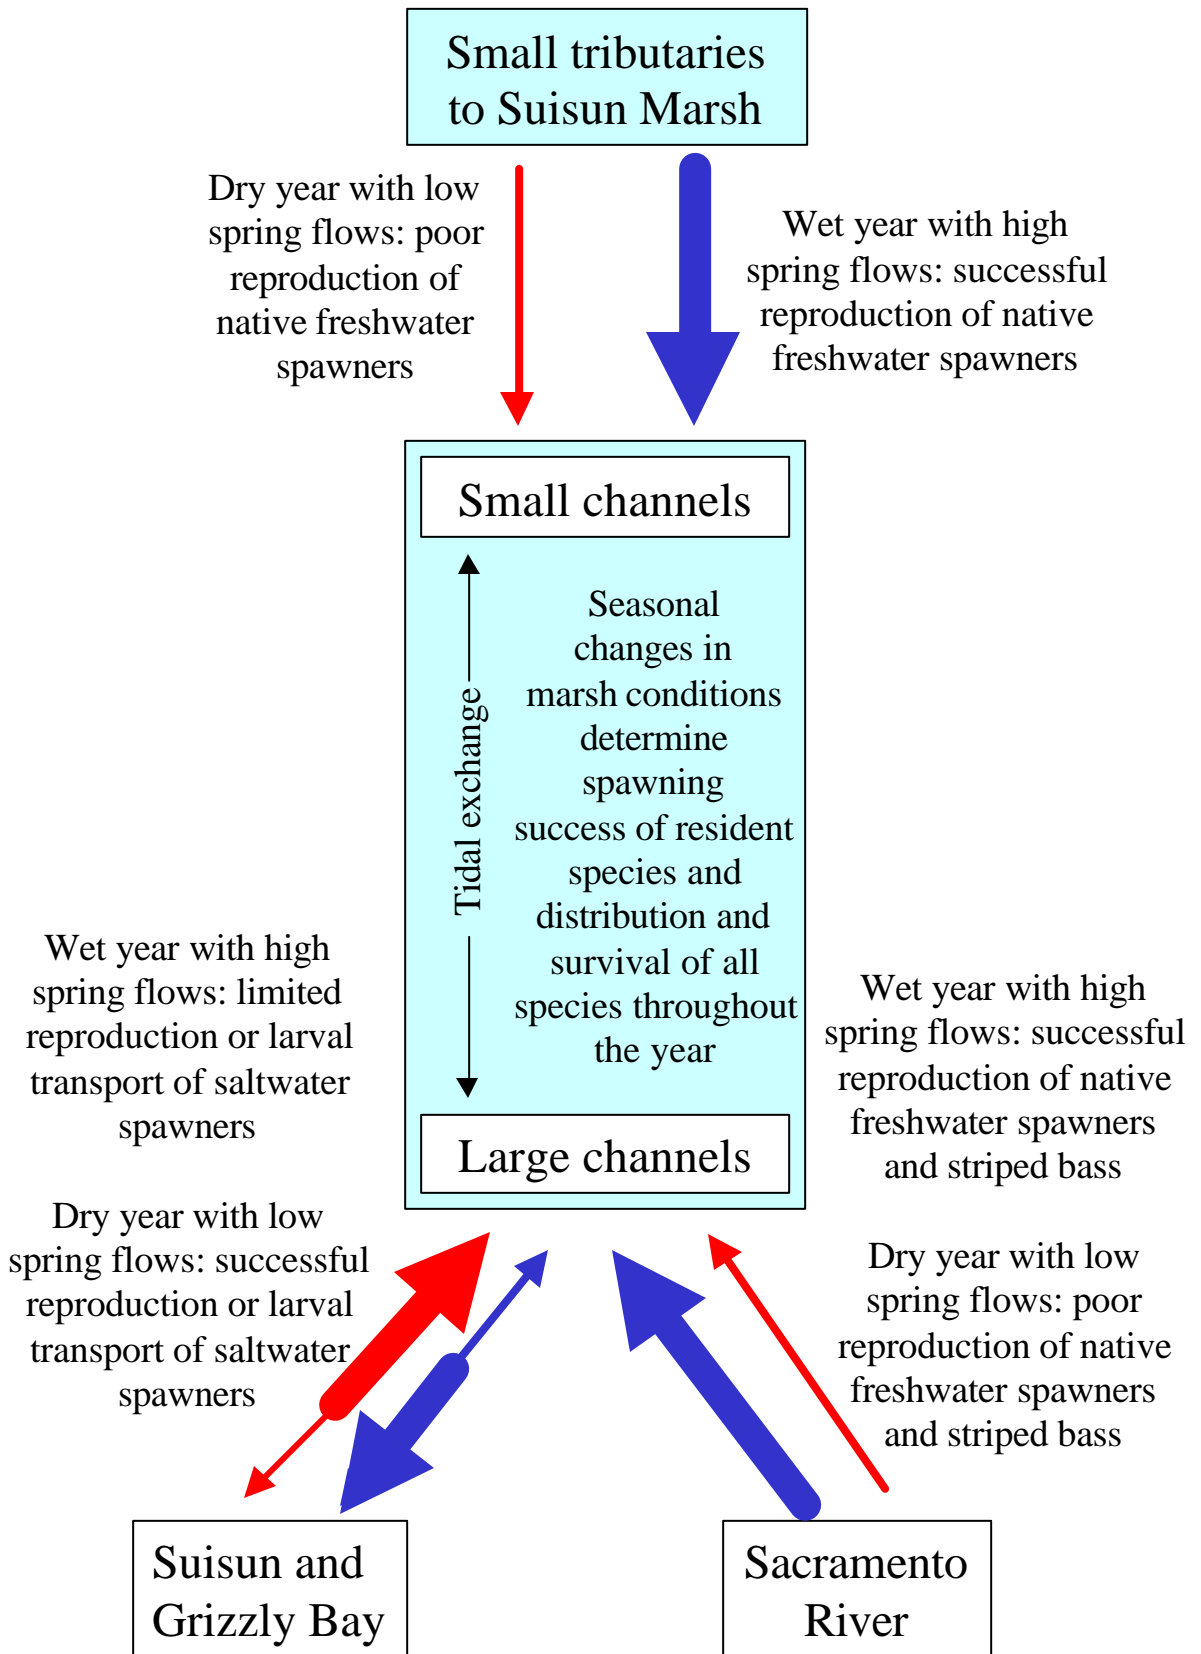 Small tributaries
to Suisun Marsh
Dry year with low
spring flows: poor
reproduction of
native freshwater
spawners
Wet year with high
spring flows: successful
reproduction of native
freshwater spawners
Small channels
Tidal exchange
Seasonal
changes in
marsh conditions
determine
spawning
success of resident
species and
distribution and
survival of all
species throughout
the year
Large channels
Wet year with high
spring flows: limited
reproduction or larval
transport of saltwater
spawners
Dry year with low
spring flows: successful
reproduction or larval
transport of saltwater
spawners
Wet year with high
spring flows: successful
reproduction of native
freshwater spawners
and striped bass
Dry year with low
spring flows: poor
reproduction of native
freshwater spawners
and striped bass
Suisun and
Grizzly Bay
Sacramento
River